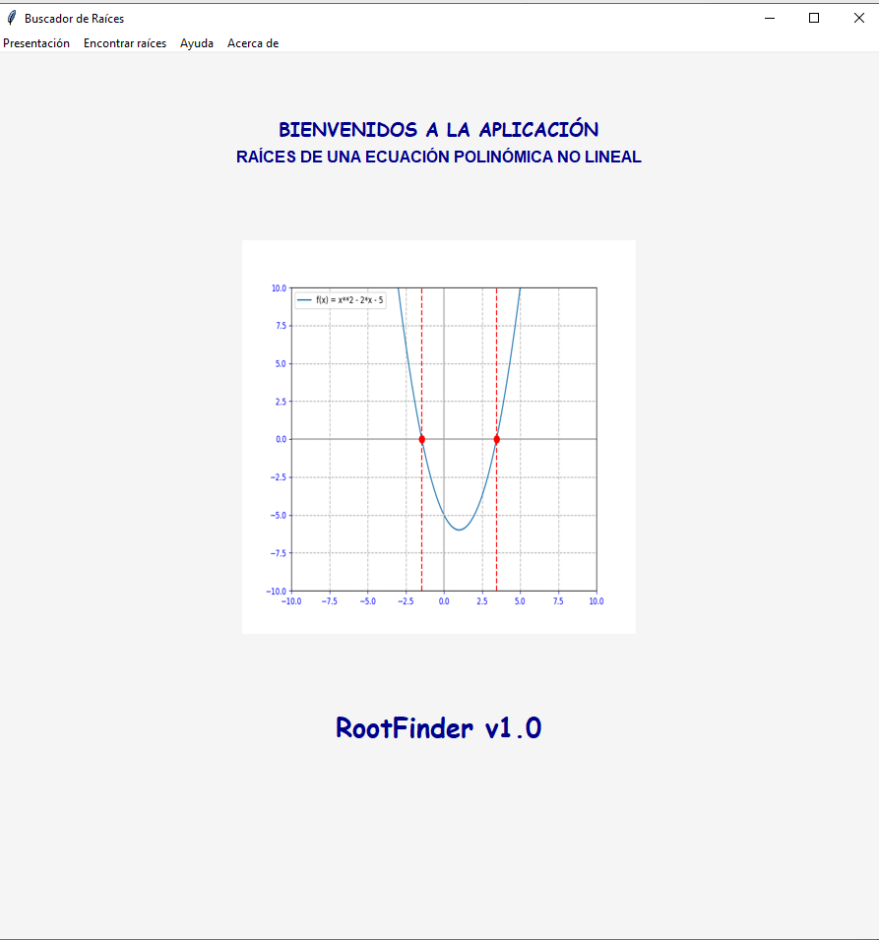 Buscador de Raíces
Presentación Encontrar raíces Ayuda Acerca de
BIENVENIDOS A LA APLICACIÓN
RAÍCES DE UNA ECUACIÓN POLINÓMICA NO LINEAL
10.0
f(x) = x**2 - 2*x - 5
7.5
5.0
2.5
0.0
−2.5
−5.0
−7.5
−10.0
−10.0 −7.5 −5.0 −2.5 0.0 2.5 5.0 7.5 10.0
RootFinder v1.0